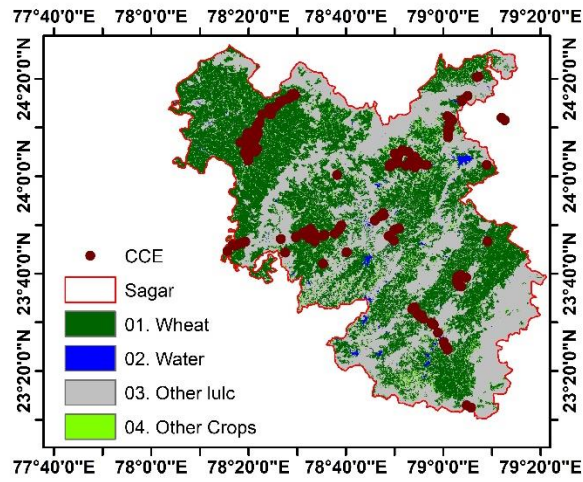 77°40'0"E 78°0'0"E 78°20'0"E 78°40'0"E 79°0'0"E 79°20'0"E
24°20'0"N 24°20'0"N
24°0'0"N 24°0'0"N
CCE
Sagar
23°40'0"N 23°40'0"N
01. Wheat
02. Water
03. Other lulc
23°20'0"N 23°20'0"N
04. Other Crops
77°40'0"E 78°0'0"E 78°20'0"E 78°40'0"E 79°0'0"E 79°20'0"E